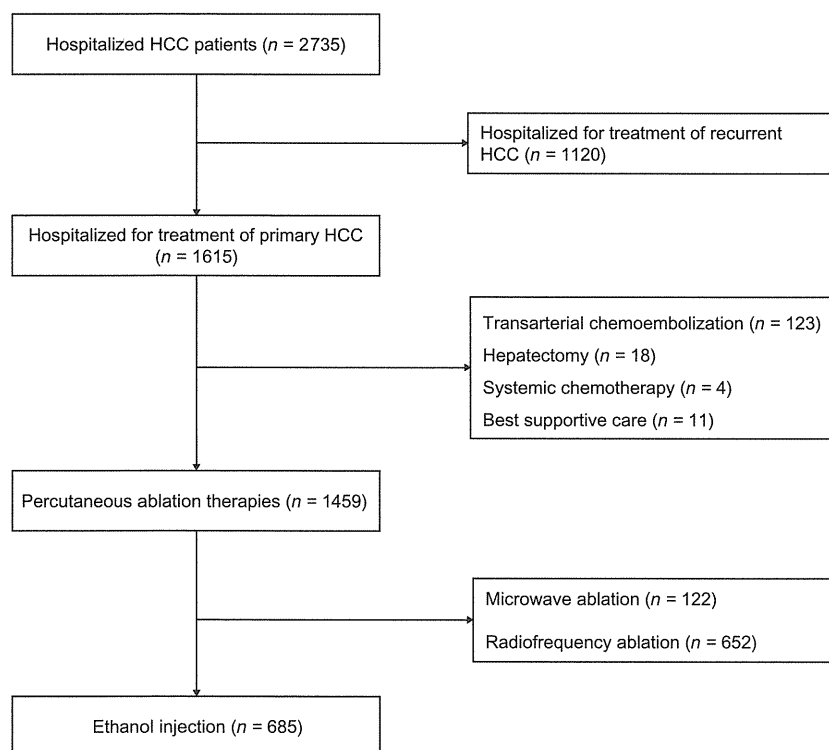 Hospitalized HCC patients (n = 2735)
Hospitalized for treatment of recurrent
HCC (n = 1120)
Hospitalized for treatment of primary HCC
(n = 1615)
Transarterial chemoembolization (n = 123)
Hepatectomy (n = 18)
Systemic chemotherapy (n = 4)
Best supportive care (n = 11)
Percutaneous ablation therapies (n = 1459)
Microwave ablation (n = 122)
Radiofrequency ablation (n = 652)
Ethanol injection (n = 685)